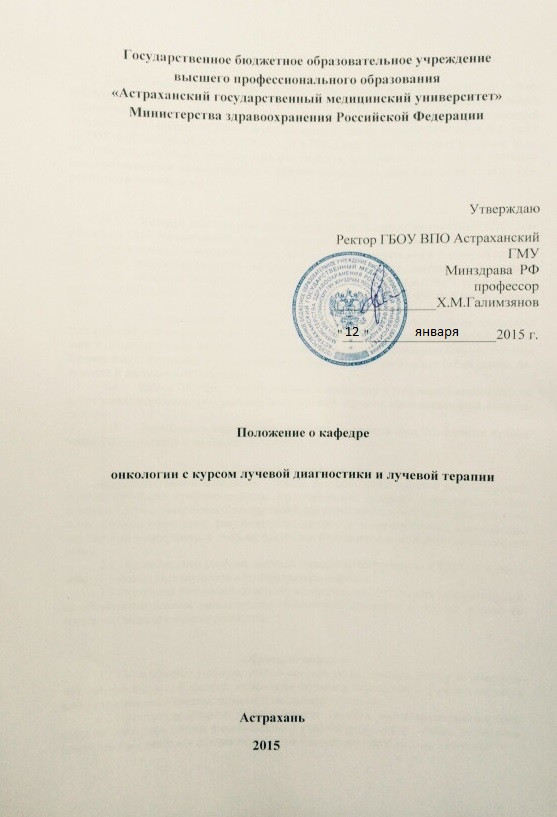 Государственное бюджетное образовательное учреждение
высшего профессионального образования
«Астраханский государственный медицинский университет»
Министерства здравоохранения Российской Федерации
Утверждаю
Ректор ГБОУ ВПО Астраханский
ГМУ
Минздрава РФ
профессор
Х.М.Галимзянов
" 12 " января 2015 г.
Положение о кафедре
онкологии с курсом лучевой диагностики и лучевой терапии
Астрахань
2015